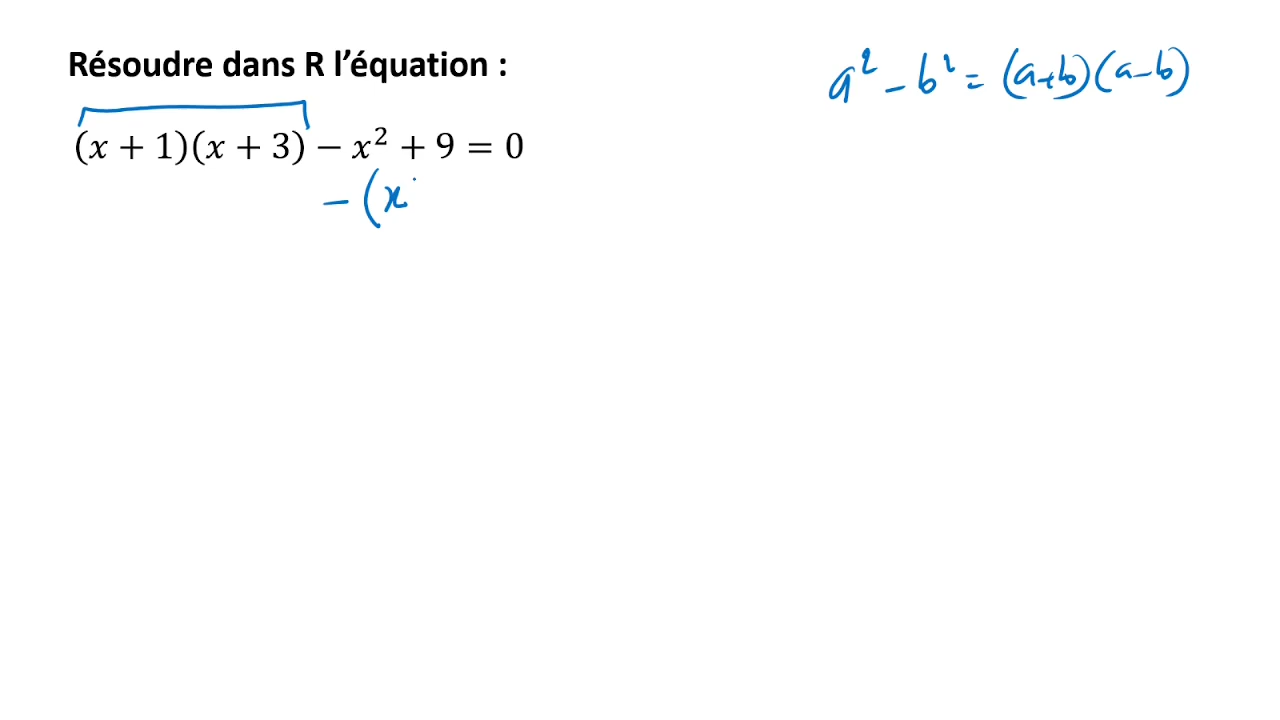 Résoudre dans R l’équation :
a² - b² = (a+b)(a-b)
(x + 1)(x + 3) − x² + 9 = 0
- (x